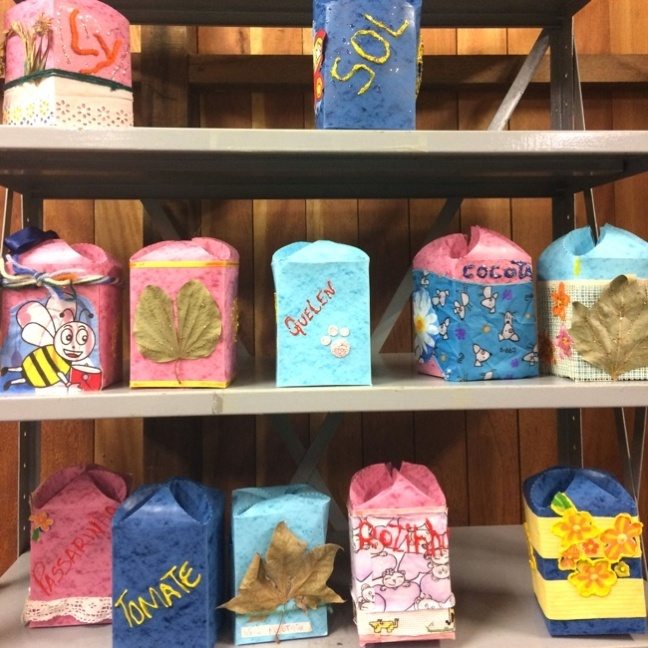 Ly
SOL
QUELEN
COCOTA
PASSARINHO
TOMATE